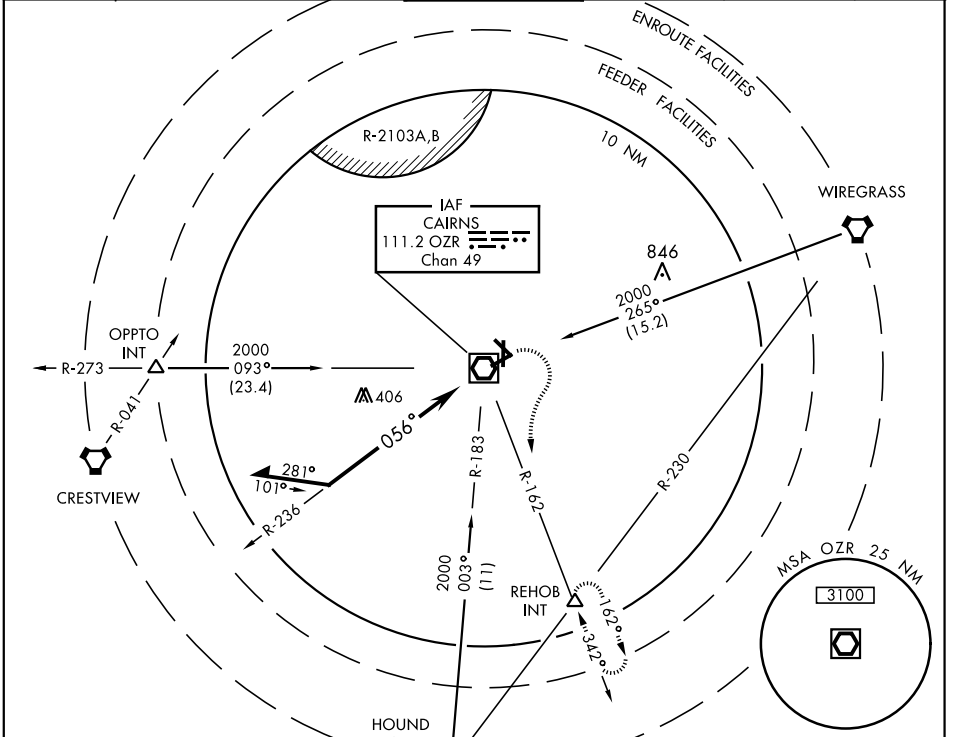 ENROUTE FACILITIES
FEEDER FACILITIES
10 NM
R-2103A,B
WIREGRASS
IAF
CAIRNS
111.2 OZR
Chan 49
846
2000
265°
(15.2)
OPPTO
INT
R-273
2000
093°
(23.4)
R-041
406
056°
CRESTVIEW
281°
101°
R-236
R-183
R-162
R-230
2000
003°
(11)
REHOB
INT
162°
342°
MSA OZR 25 NM
3100
HOUND